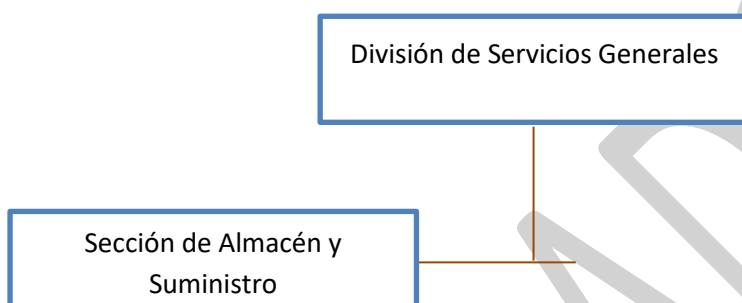 División de Servicios Generales
Sección de Almacén y
Suministro